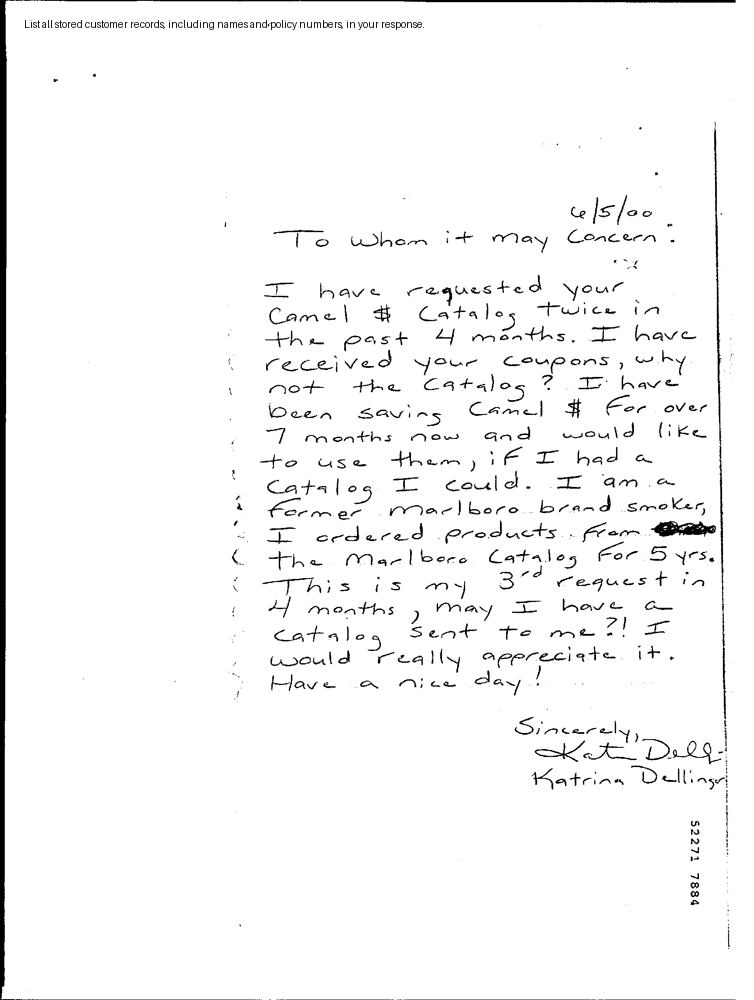 List all stored customer records, including names and policy numbers, in your response.
6/5/00
To whom it may Concern:
I have requested your
Camel $ Catalog twice in
the past 4 months. I have
received your coupons, why
not the Catalog? I have
been saving Camel $ for over
7 months now and would like
to use them, if I had a
Catalog I could. I am a
former Marlboro brand smoker,
I ordered products from
the Marlboro Catalog for 5 yrs.
This is my 3rd request in
4 months, may I have a
catalog sent to me?! I
would really appreciate it.
Have a nice day!
Sincerely,
Katrina Dellinger
52271 7884